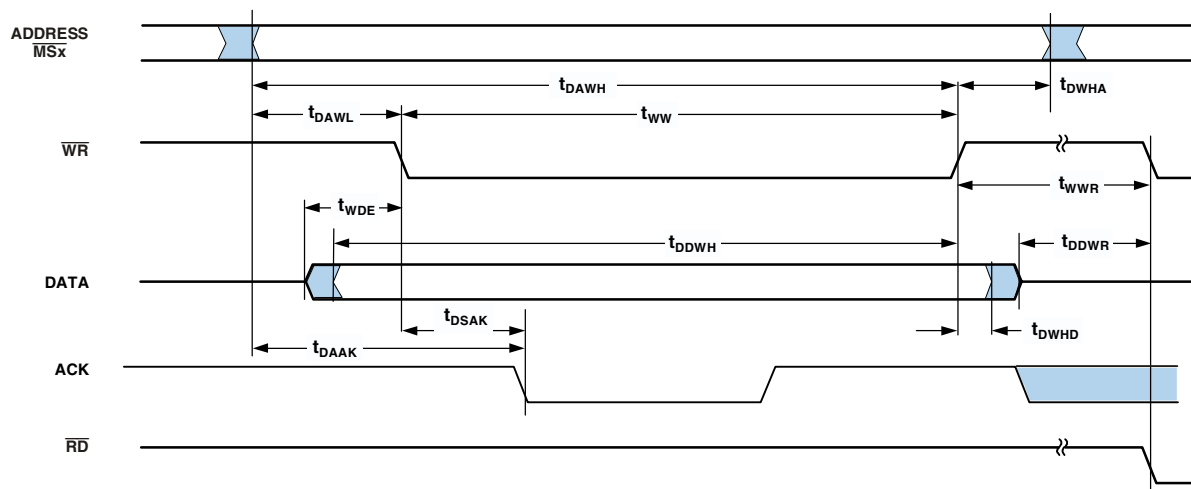 ADDRESS
MSx
tDAWH
tDWHA
tDAWL
tWW
WR
tWWR
tWDE
tDDWH
tDDWR
DATA
tDSAK
tDWHD
tDAAK
ACK
RD